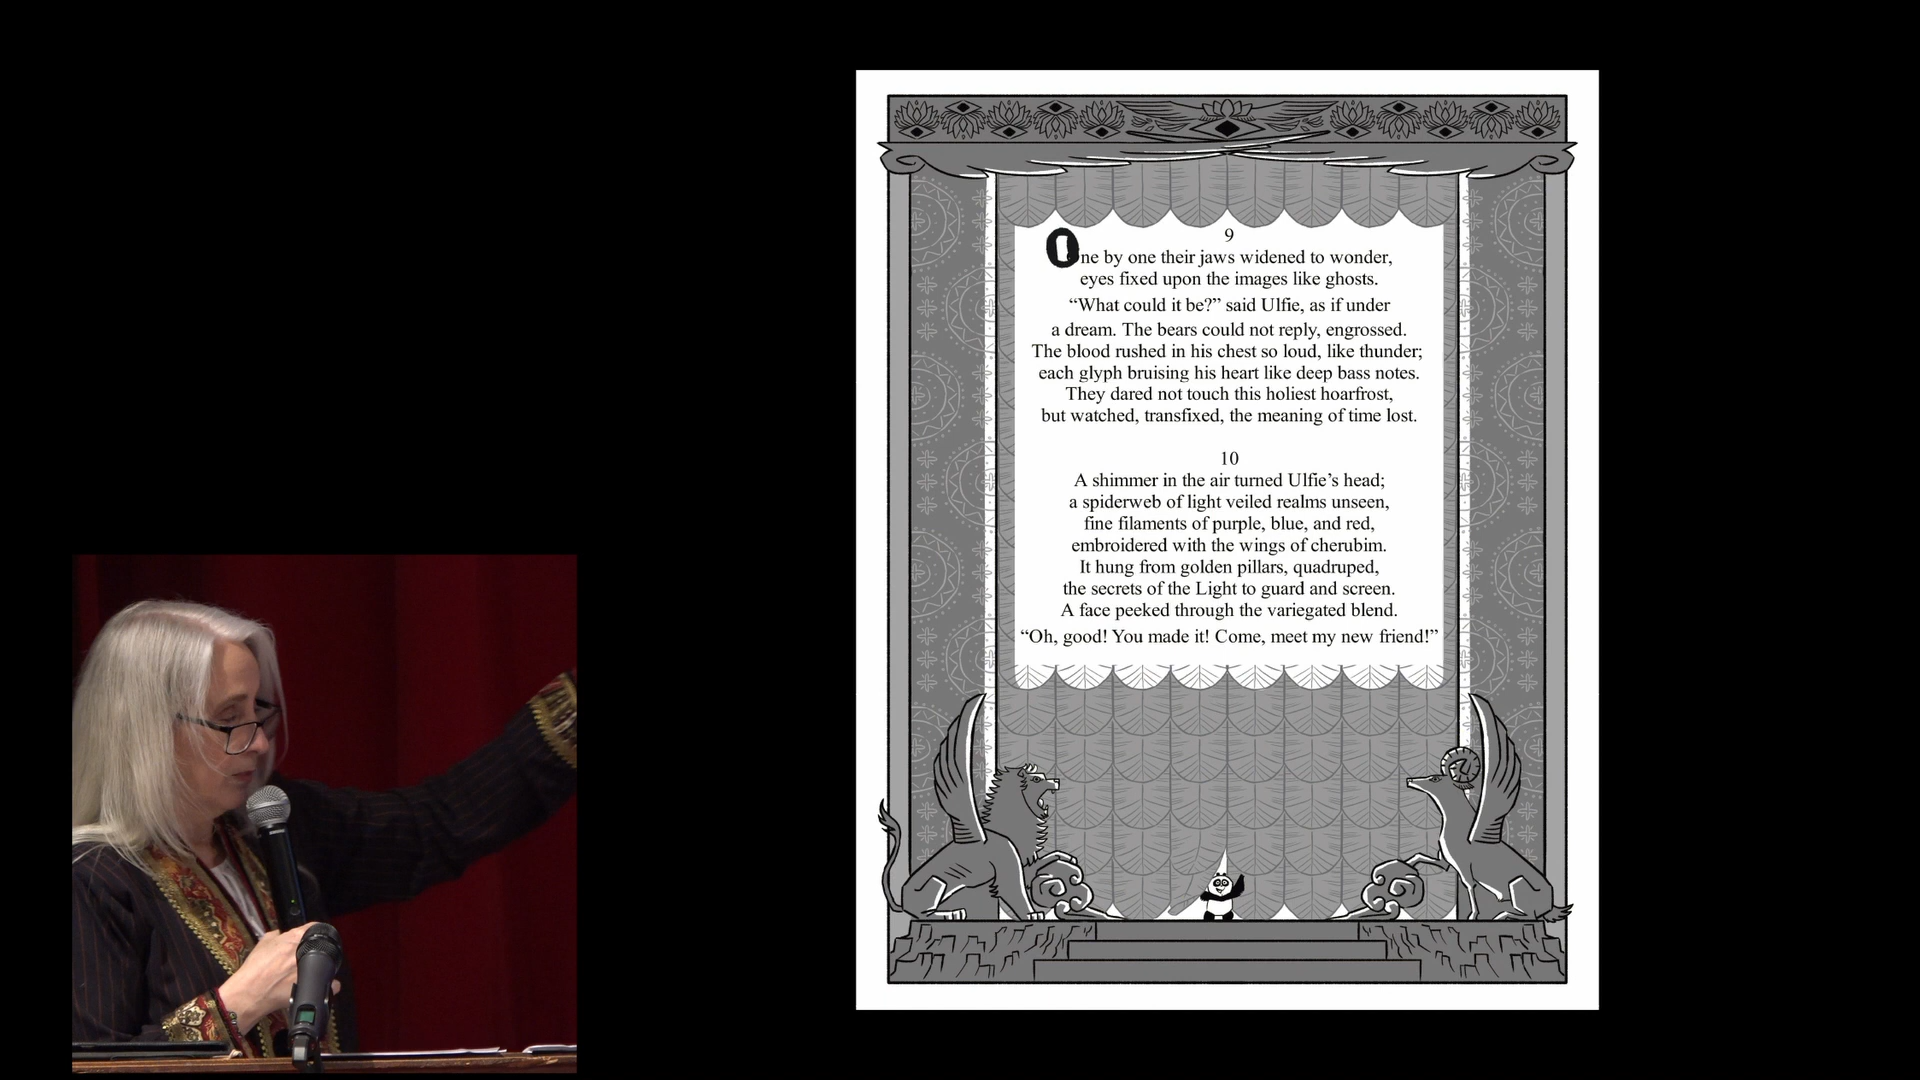 9
One by one their jaws widened to wonder,
eyes fixed upon the images like ghosts.
“What could it be?” said Ulfie, as if under
a dream. The bears could not reply, engrossed.
The blood rushed in his chest so loud, like thunder;
each glyph bruising his heart like deep bass notes.
They dared not touch this holiest hoarfrost,
but watched, transfixed, the meaning of time lost.
10
A shimmer in the air turned Ulfie’s head;
a spiderweb of light veiled realms unseen,
fine filaments of purple, blue, and red,
embroidered with the wings of cherubim.
It hung from golden pillars, quadruped,
the secrets of the Light to guard and screen.
A face peeked through the variegated blend.
“Oh, good! You made it! Come, meet my new friend!”